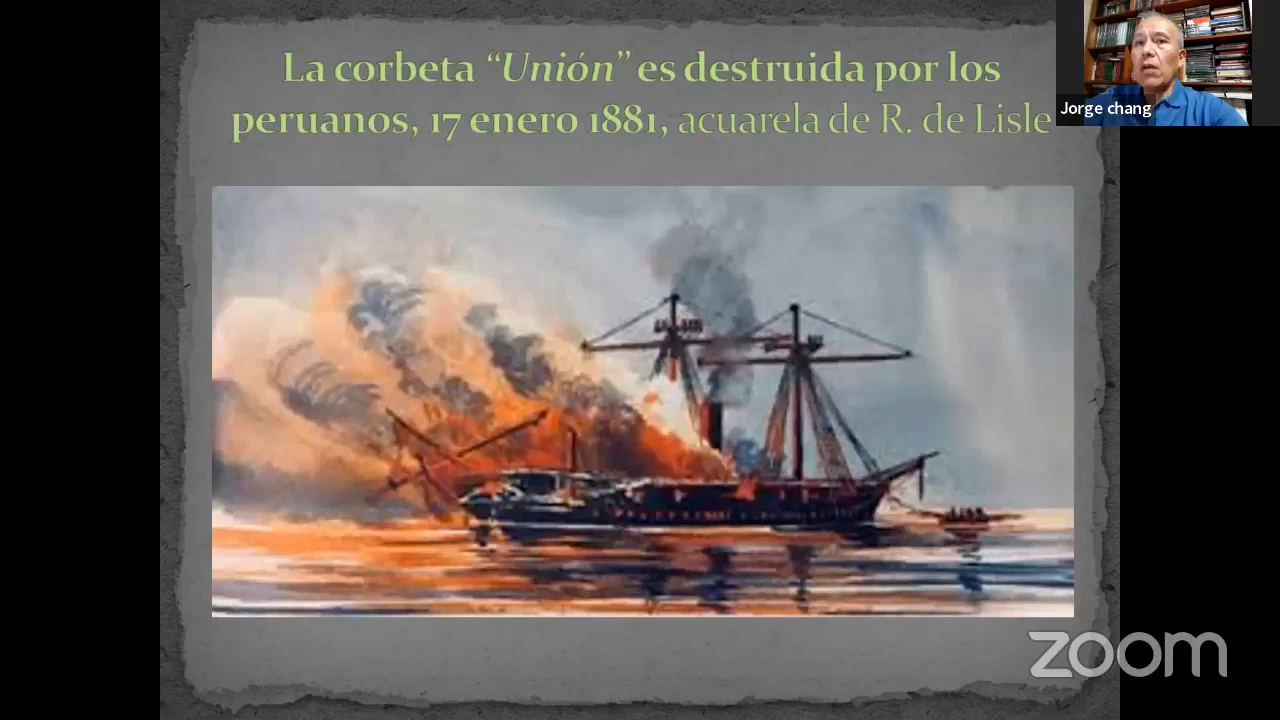 La corbeta “Unión” es destruida por los
peruanos, 17 enero 1881, acuarela de R. de Lisle
Jorge chang
zoom